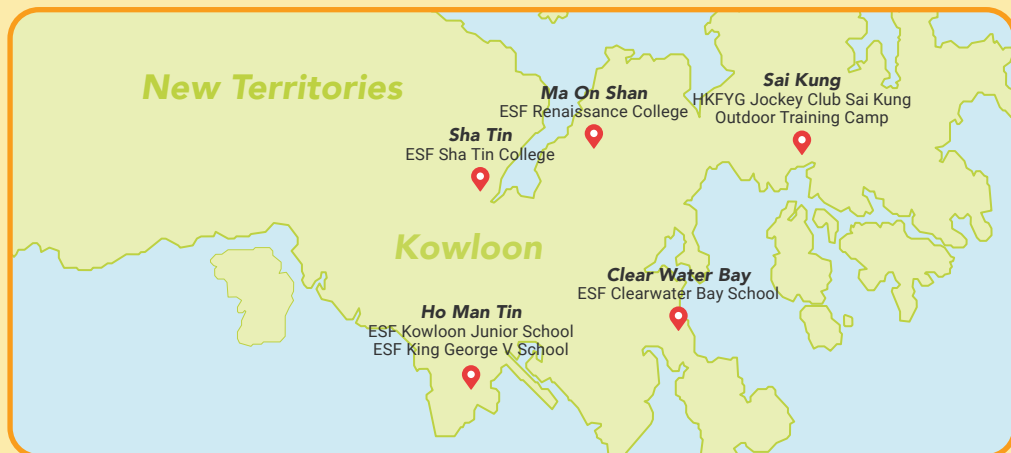 New Territories
Ma On Shan
ESF Renaissance College
Sai Kung
HKFYG Jockey Club Sai Kung
Outdoor Training Camp
Sha Tin
ESF Sha Tin College
Kowloon
Clear Water Bay
ESF Clearwater Bay School
Ho Man Tin
ESF Kowloon Junior School
ESF King George V School